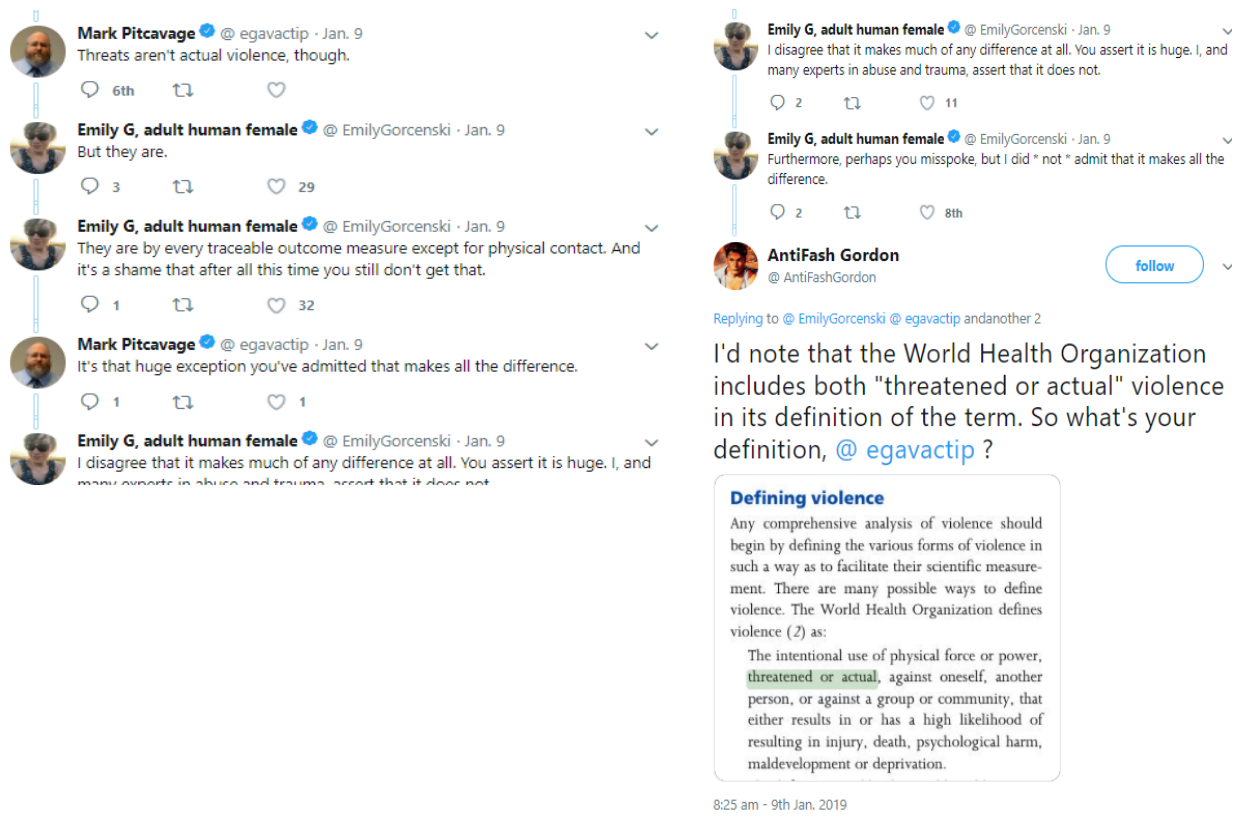 Mark Pitcavage @ egavactip · Jan. 9
Threats aren't actual violence, though.
6th
Emily G, adult human female @ EmilyGorcenski · Jan. 9
But they are.
3 29
Emily G, adult human female @ EmilyGorcenski · Jan. 9
They are by every traceable outcome measure except for physical contact. And
it's a shame that after all this time you still don't get that.
1 32
Mark Pitcavage @ egavactip · Jan. 9
It's that huge exception you've admitted that makes all the difference.
1 1
Emily G, adult human female @ EmilyGorcenski · Jan. 9
I disagree that it makes much of any difference at all. You assert it is huge. I, and
many experts in abuse and trauma, assert that it does not.
Emily G, adult human female @ EmilyGorcenski · Jan. 9
I disagree that it makes much of any difference at all. You assert it is huge. I, and
many experts in abuse and trauma, assert that it does not.
2 11
Emily G, adult human female @ EmilyGorcenski · Jan. 9
Furthermore, perhaps you misspoke, but I did * not * admit that it makes all the
difference.
2 8th
AntiFash Gordon
@ AntiFashGordon
follow
Replying to @ EmilyGorcenski @ egavactip andanother 2
I'd note that the World Health Organization
includes both "threatened or actual" violence
in its definition of the term. So what's your
definition, @ egavactip ?
Defining violence
Any comprehensive analysis of violence should
begin by defining the various forms of violence in
such a way as to facilitate their scientific measure-
ment. There are many possible ways to define
violence. The World Health Organization defines
violence (2) as:
The intentional use of physical force or power,
threatened or actual, against oneself, another
person, or against a group or community, that
either results in or has a high likelihood of
resulting in injury, death, psychological harm,
maldevelopment or deprivation.
8:25 am - 9th Jan. 2019